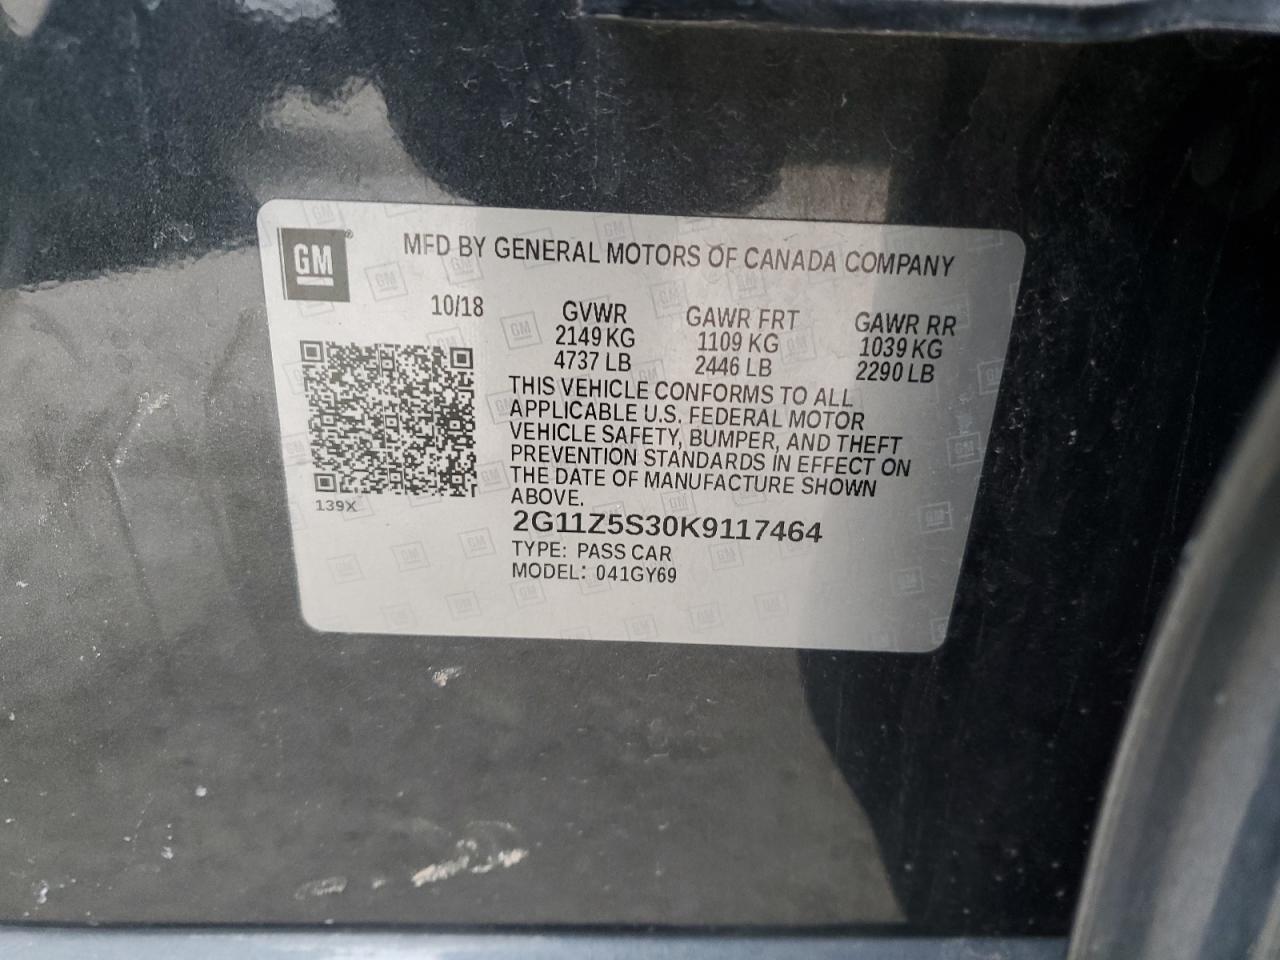 GM®
MFD BY GENERAL MOTORS OF CANADA COMPANY
10/18
GVWR GAWR FRT GAWR RR
2149 KG 1109 KG 1039 KG
4737 LB 2446 LB 2290 LB
THIS VEHICLE CONFORMS TO ALL
APPLICABLE U.S. FEDERAL MOTOR
VEHICLE SAFETY, BUMPER, AND THEFT
PREVENTION STANDARDS IN EFFECT ON
THE DATE OF MANUFACTURE SHOWN
ABOVE.
139X
2G11Z5S30K9117464
TYPE: PASS CAR
MODEL: 041GY69